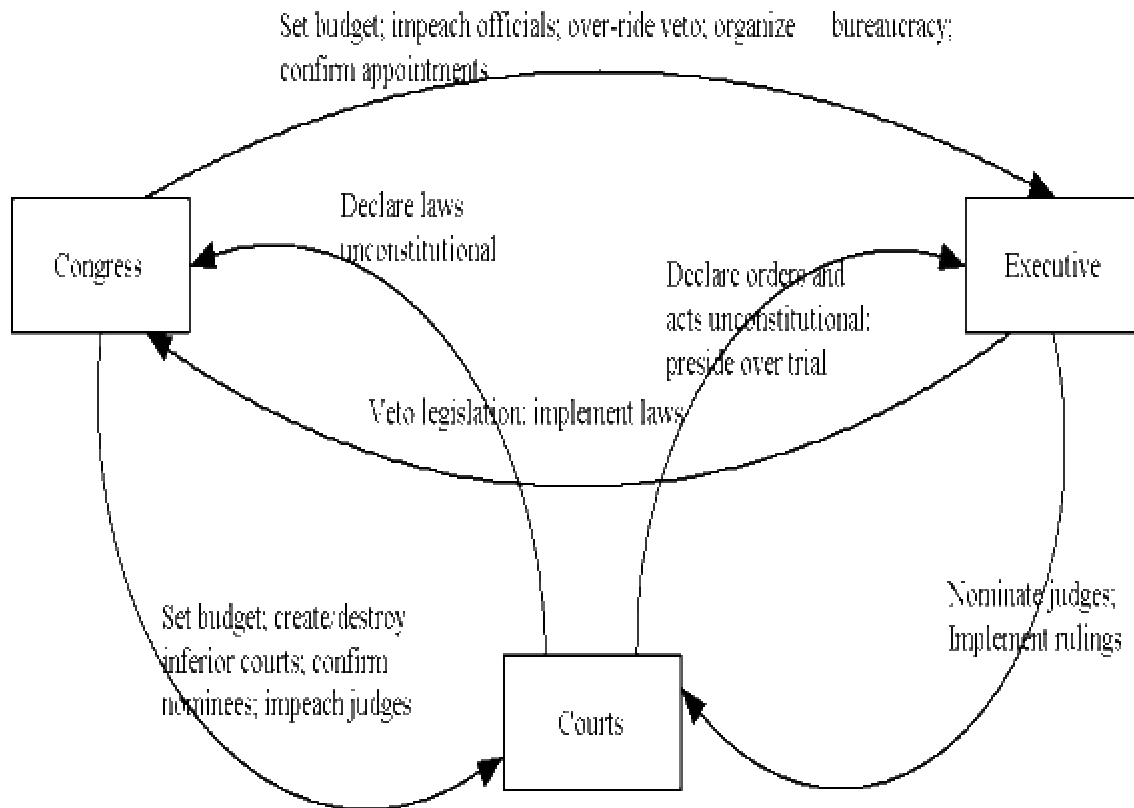 Set budget; impeach officials; over-ride veto; organize bureaucracy;
confirm appointments
Declare laws
unconstitutional
Congress
Declare orders and
acts unconstitutional:
preside over trial
Executive
Veto legislation: implement laws
Set budget; create/destroy
inferior courts; confirm
nominees; impeach judges
Nominate judges;
Implement rulings
Courts